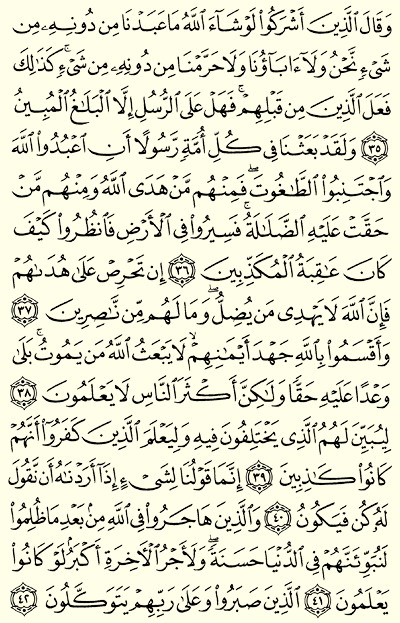 وَقَالَ ٱلَّذِينَ أَشۡرَكُواْ لَوۡ شَآءَ ٱللَّهُ مَا عَبَدۡنَا مِن دُونِهِۦ مِن
شَيۡءٖ نَّحۡنُ وَلَآ ءَابَآؤُنَا وَلَا حَرَّمۡنَا مِن دُونِهِۦ مِن شَيۡءٖۚ كَذَٰلِكَ
فَعَلَ ٱلَّذِينَ مِن قَبۡلِهِمۡۚ فَهَلۡ عَلَى ٱلرُّسُلِ إِلَّا ٱلۡبَلَٰغُ ٱلۡمُبِينُ
٣٥ وَلَقَدۡ بَعَثۡنَا فِي كُلِّ أُمَّةٖ رَّسُولًا أَنِ ٱعۡبُدُواْ ٱللَّهَ
وَٱجۡتَنِبُواْ ٱلطَّٰغُوتَۖ فَمِنۡهُم مَّنۡ هَدَى ٱللَّهُ وَمِنۡهُم مَّنۡ
حَقَّتۡ عَلَيۡهِ ٱلضَّلَٰلَةُۚ فَسِيرُواْ فِي ٱلۡأَرۡضِ فَٱنظُرُواْ كَيۡفَ
كَانَ عَٰقِبَةُ ٱلۡمُكَذِّبِينَ ٣٦ إِن تَحۡرِصۡ عَلَىٰ هُدَىٰهُمۡ
فَإِنَّ ٱللَّهَ لَا يَهۡدِي مَن يُضِلُّۖ وَمَا لَهُم مِّن نَّٰصِرِينَ ٣٧
وَأَقۡسَمُواْ بِٱللَّهِ جَهۡدَ أَيۡمَٰنِهِمۡ لَا يَبۡعَثُ ٱللَّهُ مَن يَمُوتُۚ بَلَىٰ
وَعۡدًا عَلَيۡهِ حَقّٗا وَلَٰكِنَّ أَكۡثَرَ ٱلنَّاسِ لَا يَعۡلَمُونَ ٣٨
لِيُبَيِّنَ لَهُمُ ٱلَّذِي يَخۡتَلِفُونَ فِيهِ وَلِيَعۡلَمَ ٱلَّذِينَ كَفَرُوٓاْ أَنَّهُمۡ
كَانُواْ كَٰذِبِينَ ٣٩ إِنَّمَا قَوۡلُنَا لِشَيۡءٍ إِذَآ أَرَدۡنَٰهُ أَن نَّقُولَ
لَهُۥ كُن فَيَكُونُ ٤٠ وَٱلَّذِينَ هَاجَرُواْ فِي ٱللَّهِ مِنۢ بَعۡدِ مَا ظُلِمُواْ
لَنُبَوِّئَنَّهُمۡ فِي ٱلدُّنۡيَا حَسَنَةٗۖ وَلَأَجۡرُ ٱلۡأٓخِرَةِ أَكۡبَرُۚ لَوۡ كَانُواْ
يَعۡلَمُونَ ٤١ ٱلَّذِينَ صَبَرُواْ وَعَلَىٰ رَبِّهِمۡ يَتَوَكَّلُونَ ٤٢